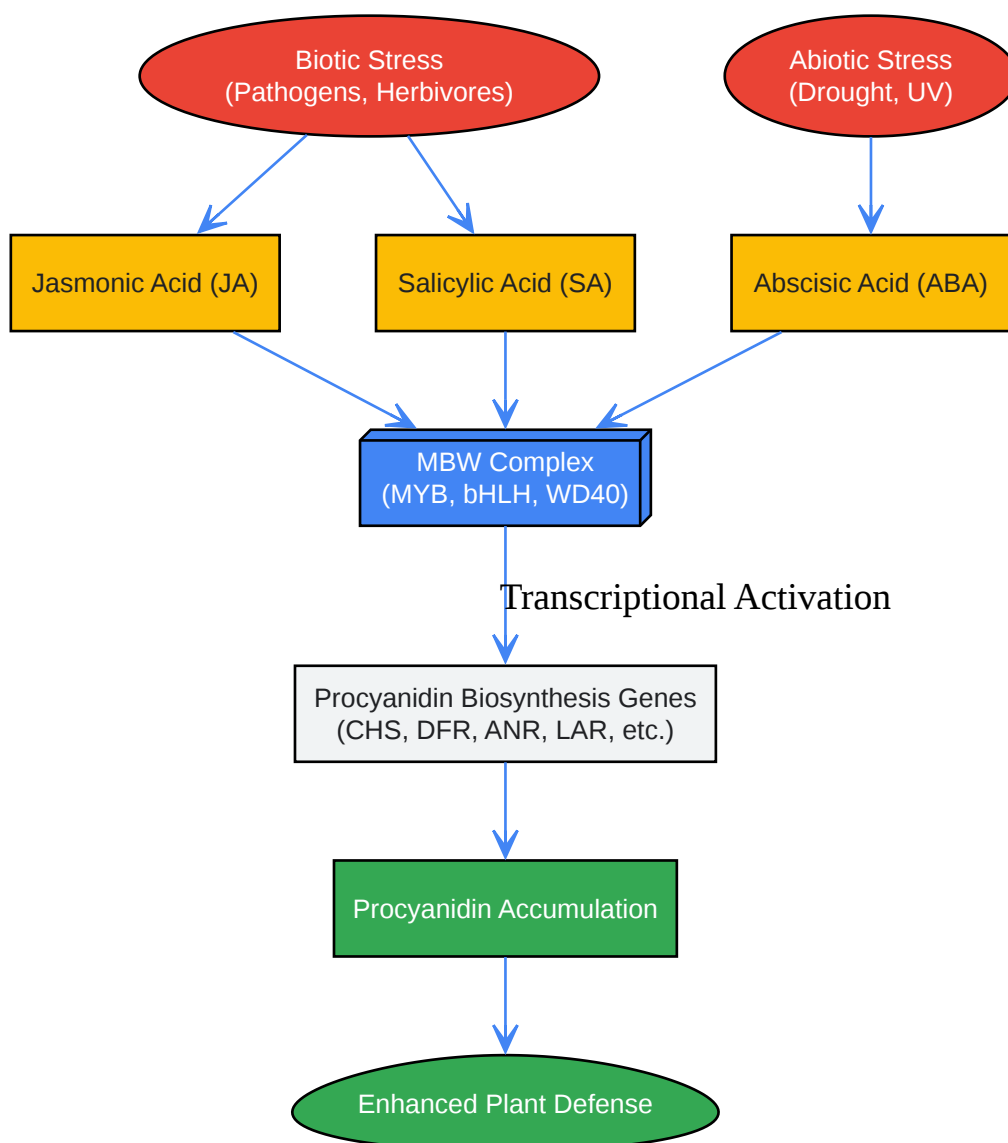 Biotic Stress
(Pathogens, Herbivores)
Abiotic Stress
(Drought, UV)
Jasmonic Acid (JA)
Salicylic Acid (SA)
Abscisic Acid (ABA)
MBW Complex
(MYB, bHLH, WD40)
Transcriptional Activation
Procyanidin Biosynthesis Genes
(CHS, DFR, ANR, LAR, etc.)
Procyanidin Accumulation
Enhanced Plant Defense